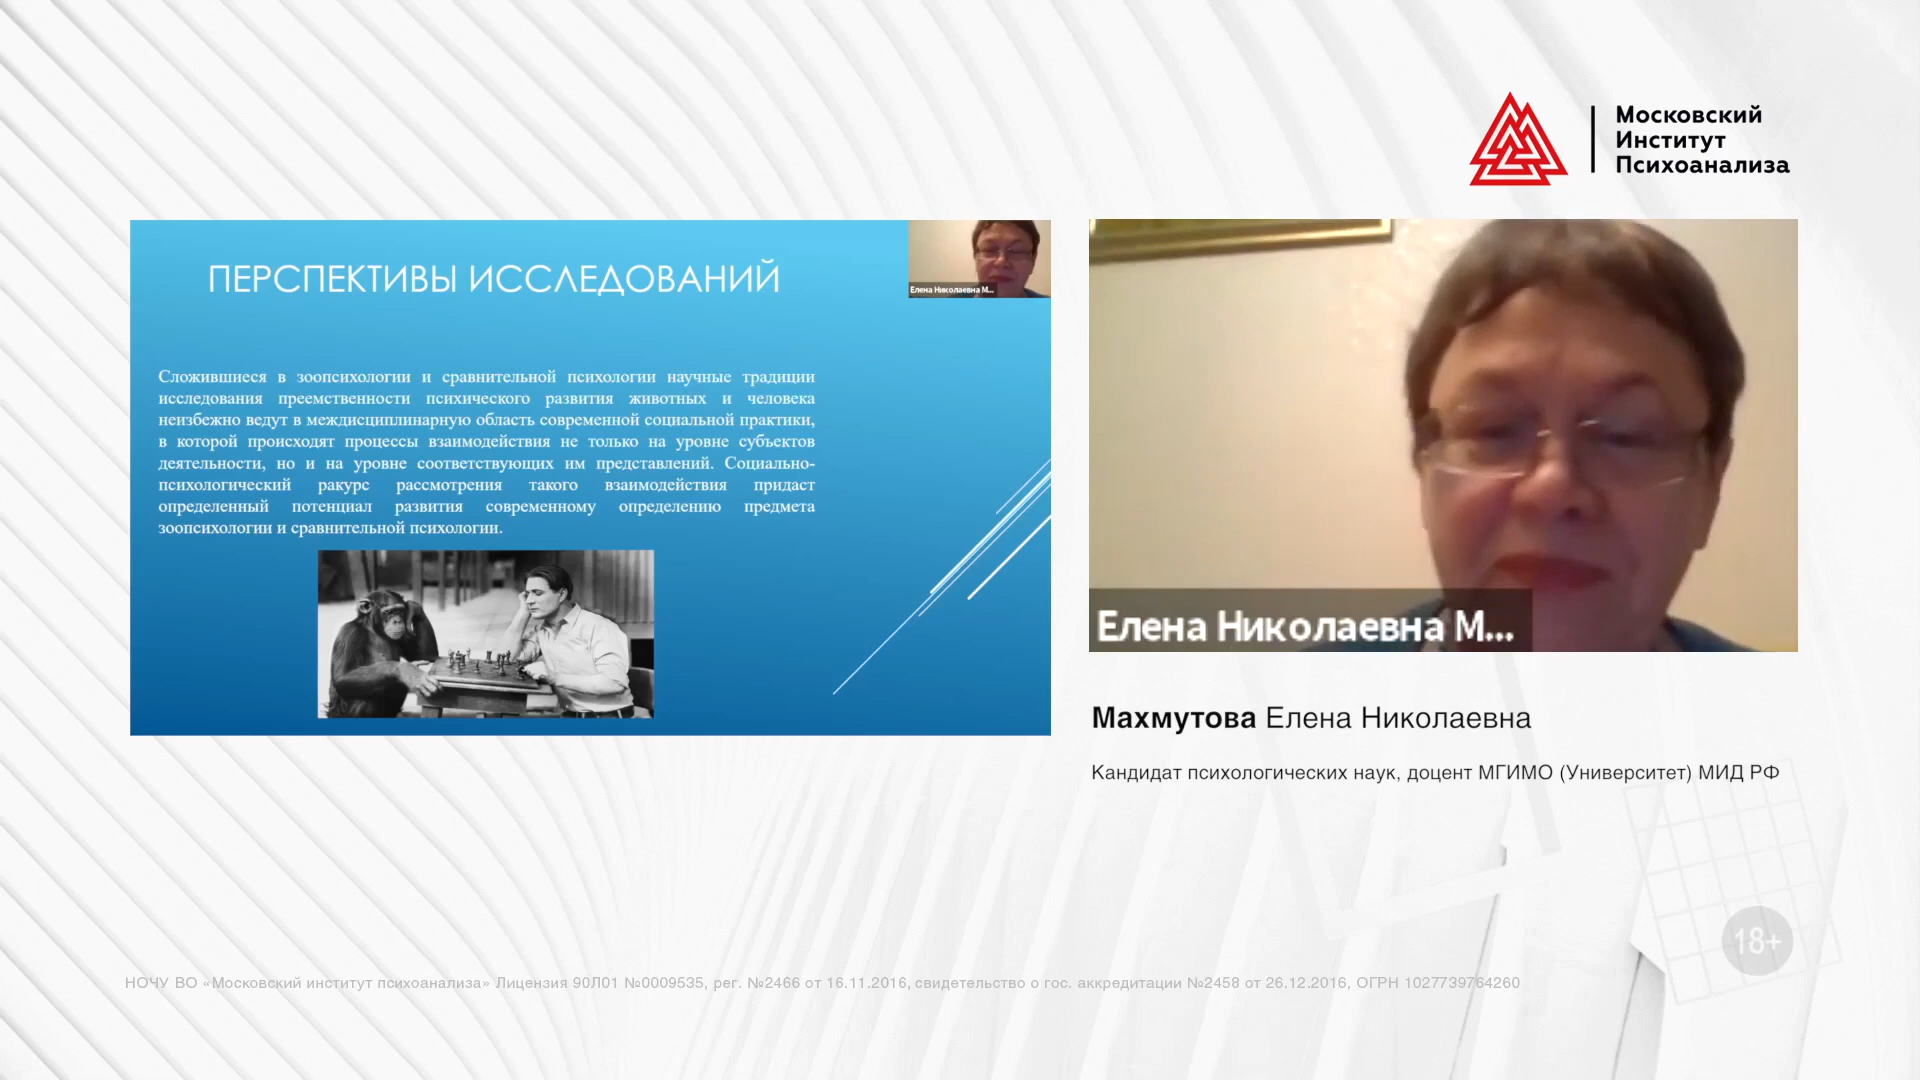 Московский
Институт
Психоанализа
ПЕРСПЕКТИВЫ ИССЛЕДОВАНИЙ
Елена Николаевна М...
Сложившиеся в зоопсихологии и сравнительной психологии научные традиции
исследования преемственности психического развития животных и человека
неизбежно ведут в междисциплинарную область современной социальной практики,
в которой происходят процессы взаимодействия не только на уровне субъектов
деятельности, но и на уровне соответствующих им представлений. Социально-
психологический ракурс рассмотрения такого взаимодействия придаст
определенный потенциал развития современному определению предмета
зоопсихологии и сравнительной психологии.
Елена Николаевна М...
Махмутова Елена Николаевна
Кандидат психологических наук, доцент МГИМО (Университет) МИД РФ
18+
НОЧУ ВО «Московский институт психоанализа» Лицензия 90Л01 №0009535, рег. №2466 от 16.11.2016, свидетельство о гос. аккредитации №2458 от 26.12.2016, ОГРН 1027739764260